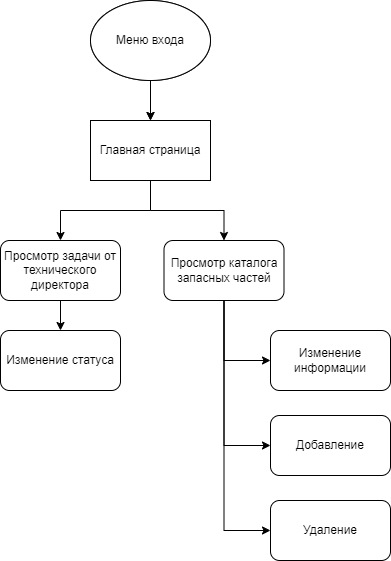 Меню входа
Главная страница
Просмотр задачи от
технического
директора
Просмотр каталога
запасных частей
Изменение статуса
Изменение
информации
Добавление
Удаление